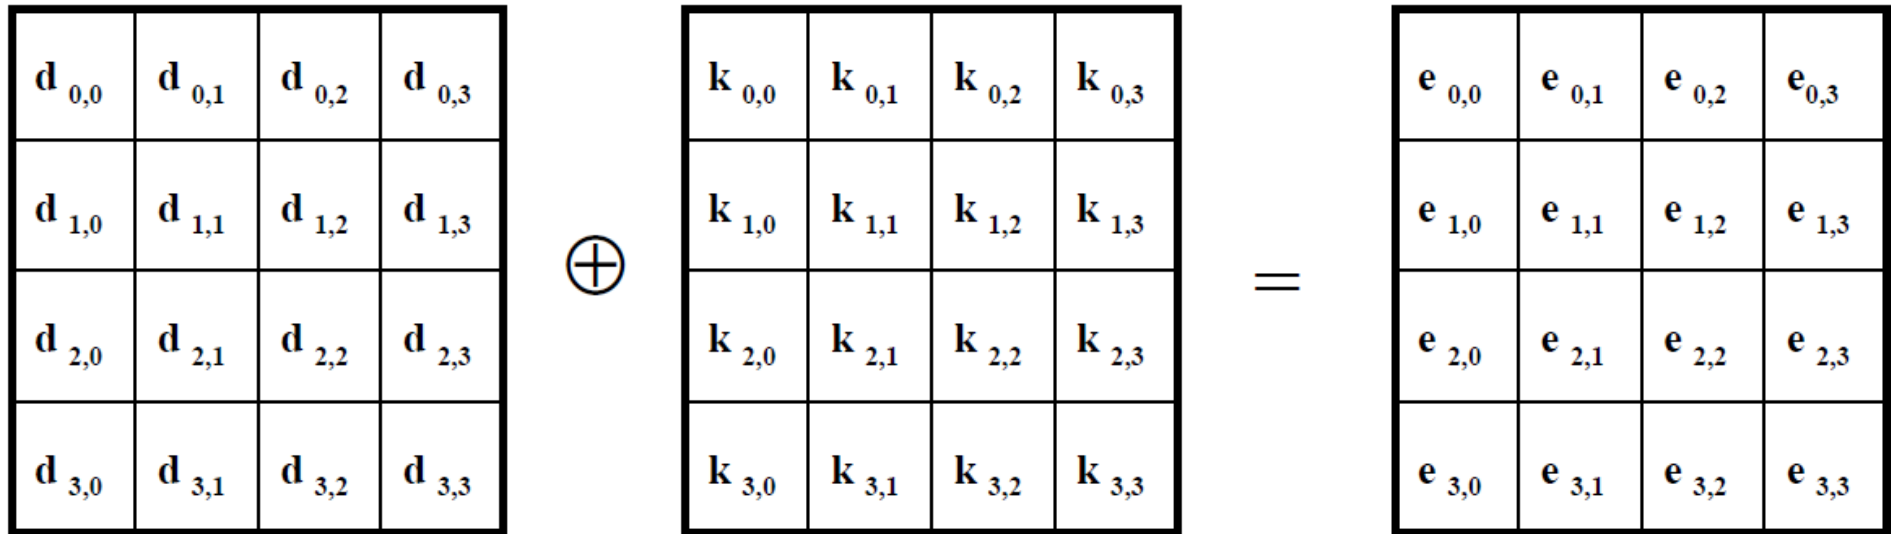 d 0,0 d 0,1 d 0,2 d 0,3 k 0,0 k 0,1 k 0,2 k 0,3 e 0,0 e 0,1 e 0,2 e0,3
d 1,0 d 1,1 d 1,2 d 1,3 k 1,0 k 1,1 k 1,2 k 1,3 e 1,0 e 1,1 e 1,2 e 1,3
⊕ =
d 2,0 d 2,1 d 2,2 d 2,3 k 2,0 k 2,1 k 2,2 k 2,3 e 2,0 e 2,1 e 2,2 e 2,3
d 3,0 d 3,1 d 3,2 d 3,3 k 3,0 k 3,1 k 3,2 k 3,3 e 3,0 e 3,1 e 3,2 e 3,3